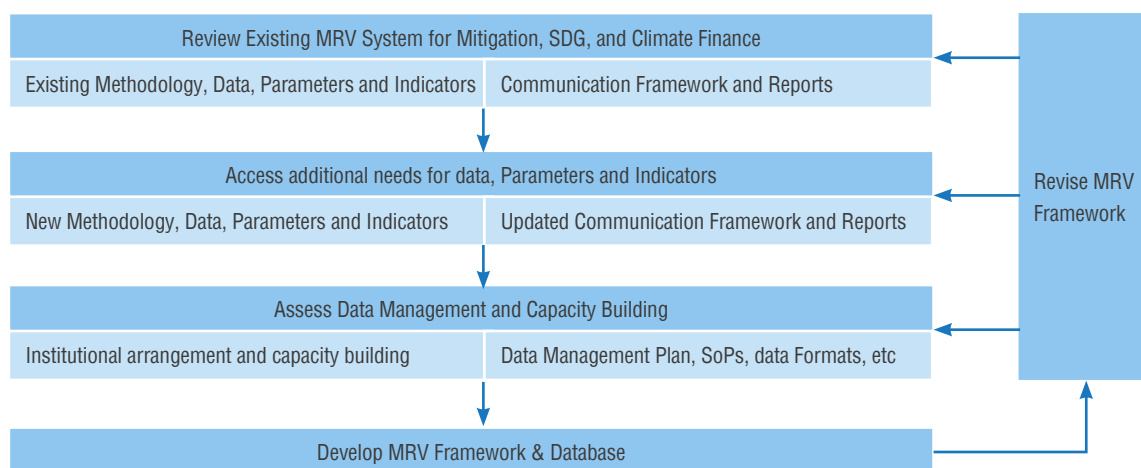 Review Existing MRV System for Mitigation, SDG, and Climate Finance
Existing Methodology, Data, Parameters and Indicators
Communication Framework and Reports
Access additional needs for data, Parameters and Indicators
New Methodology, Data, Parameters and Indicators
Updated Communication Framework and Reports
Assess Data Management and Capacity Building
Institutional arrangement and capacity building
Data Management Plan, SoPs, data Formats, etc
Develop MRV Framework & Database
Revise MRV
Framework